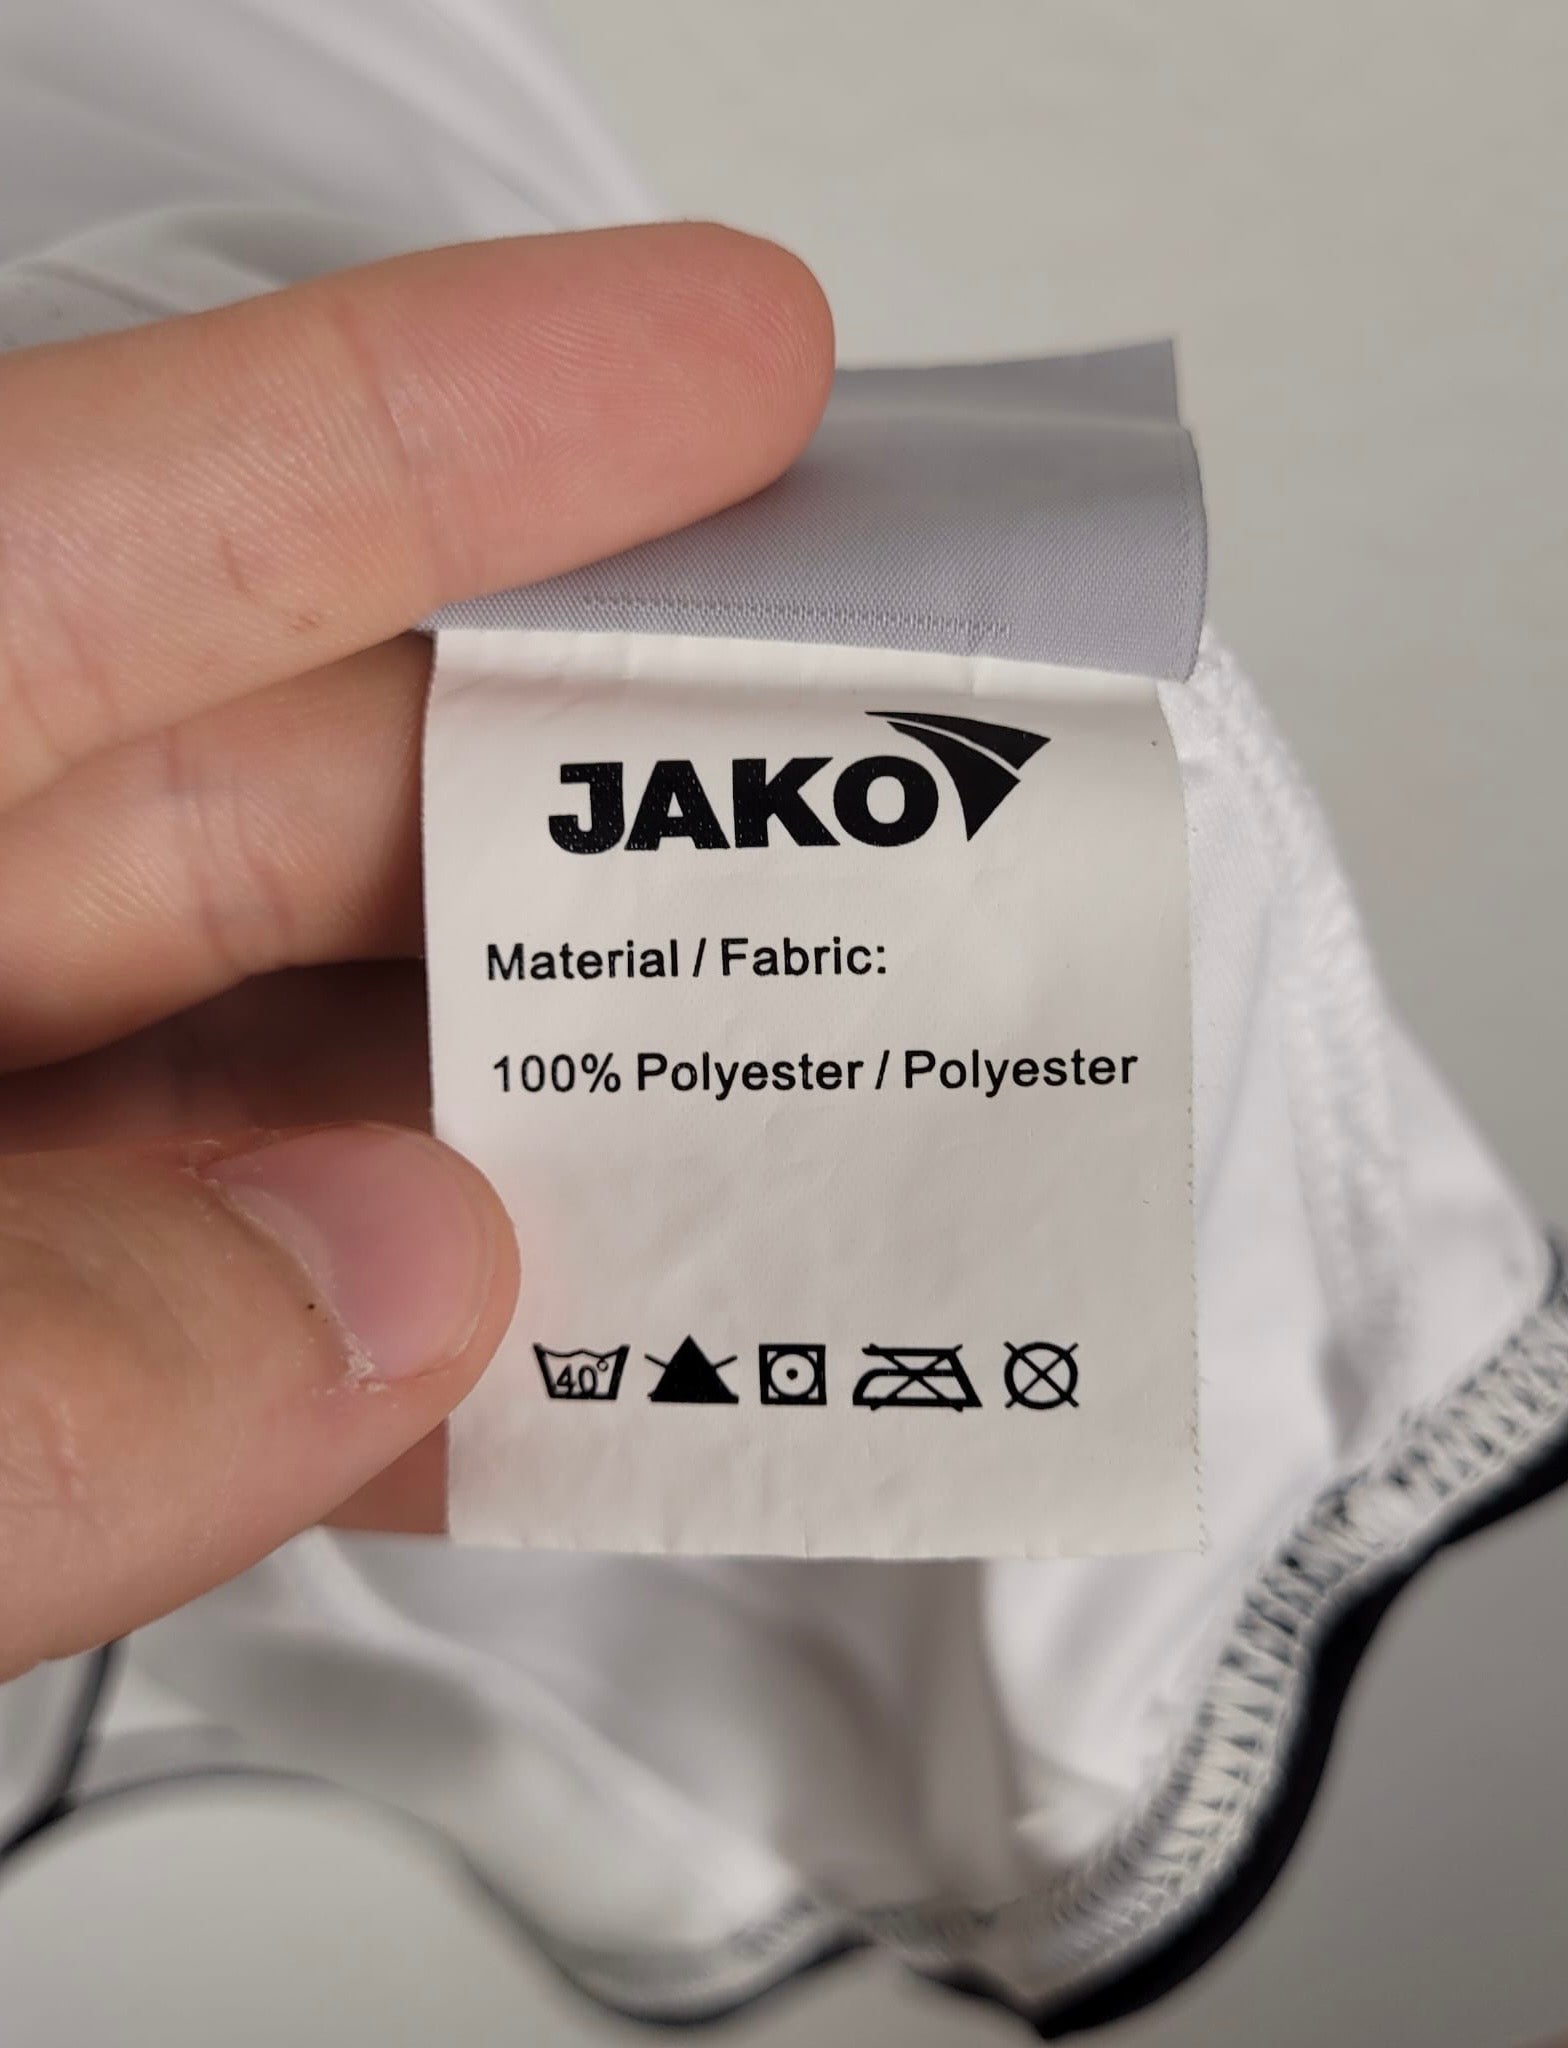 JAKO
Material / Fabric:
100% Polyester / Polyester
40°